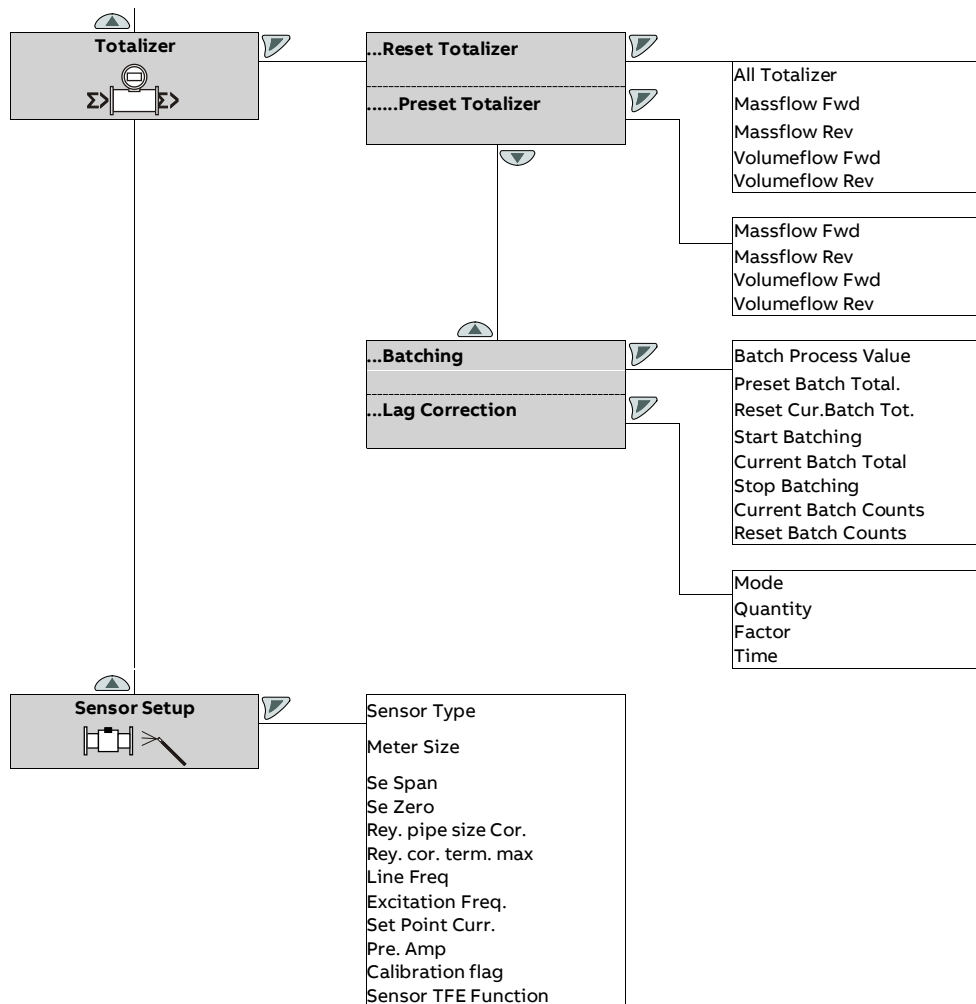 Totalizer
Σ> Σ>
...Reset Totalizer
......Preset Totalizer
All Totalizer
Massflow Fwd
Massflow Rev
Volumeflow Fwd
Volumeflow Rev
Massflow Fwd
Massflow Rev
Volumeflow Fwd
Volumeflow Rev
...Batching
...Lag Correction
Batch Process Value
Preset Batch Total.
Reset Cur.Batch Tot.
Start Batching
Current Batch Total
Stop Batching
Current Batch Counts
Reset Batch Counts
Mode
Quantity
Factor
Time
Sensor Setup
Sensor Type
Meter Size
Se Span
Se Zero
Rey. pipe size Cor.
Rey. cor. term. max
Line Freq
Excitation Freq.
Set Point Curr.
Pre. Amp
Calibration flag
Sensor TFE Function